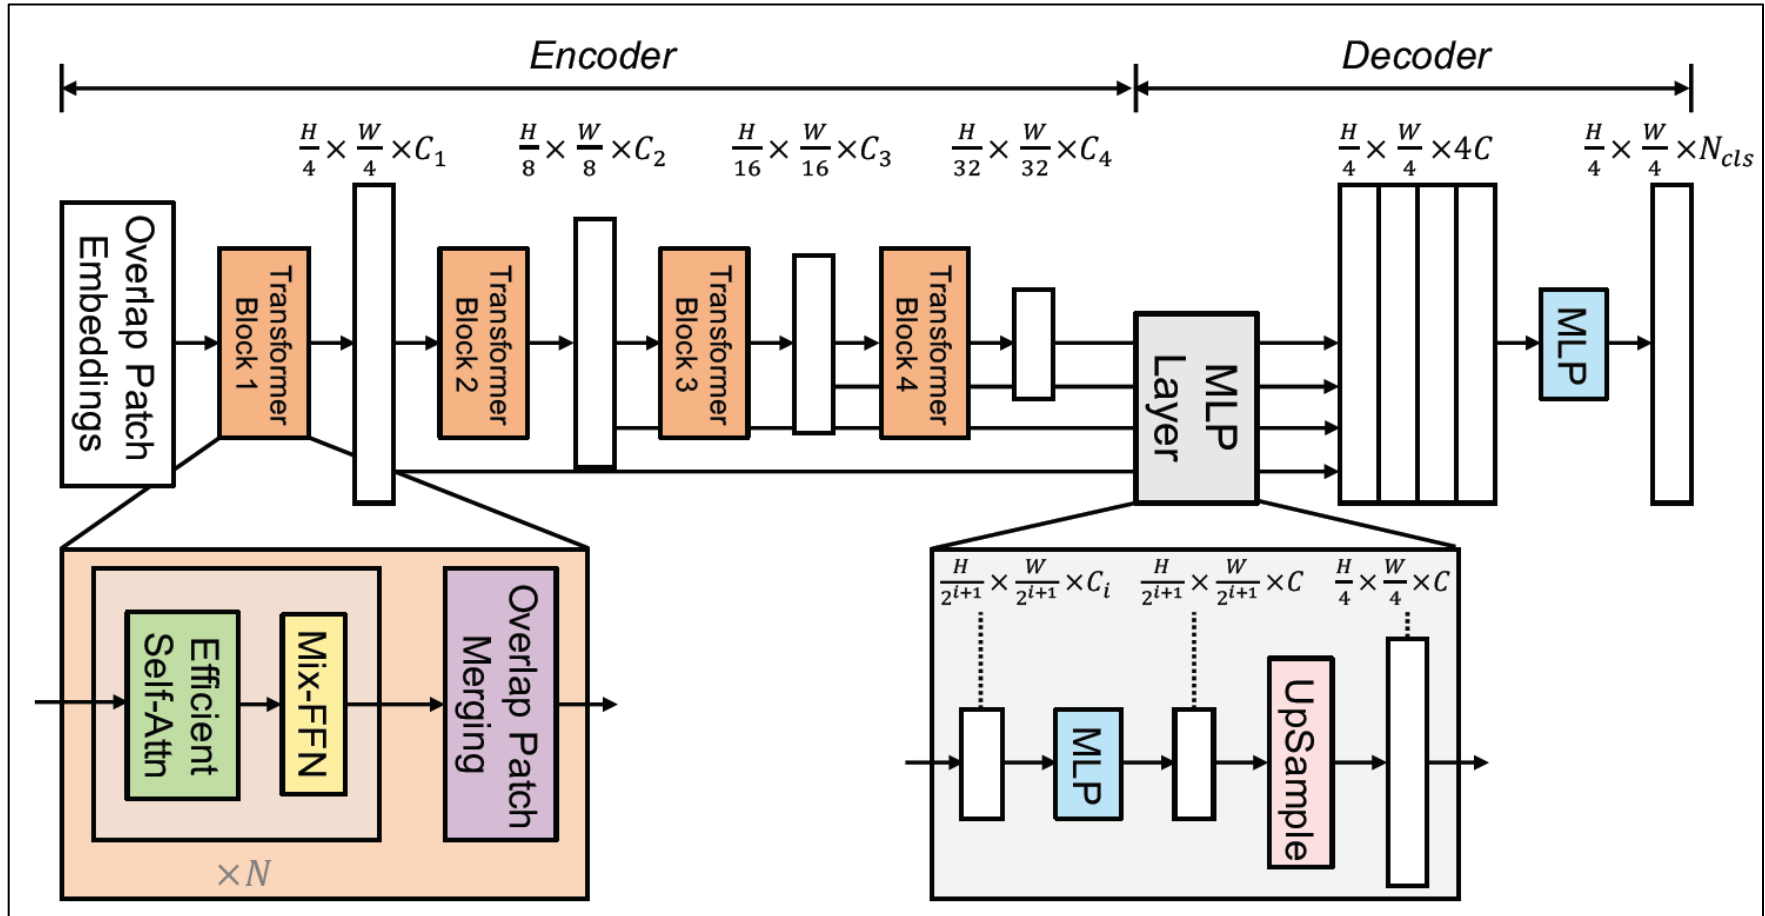 Encoder
Decoder
H/4 × W/4 × C₁
H/8 × W/8 × C₂
H/16 × W/16 × C₃
H/32 × W/32 × C₄
H/4 × W/4 × 4C
H/4 × W/4 × N_cls
Overlap Patch
Embeddings
Transformer
Block 1
Transformer
Block 2
Transformer
Block 3
Transformer
Block 4
MLP
Layer
MLP
Efficient
Self-Attn
Mix-FFN
Overlap Patch
Merging
×N
H/2^{i+1} × W/2^{i+1} × C_i
H/2^{i+1} × W/2^{i+1} × C
H/4 × W/4 × C
MLP
UpSample